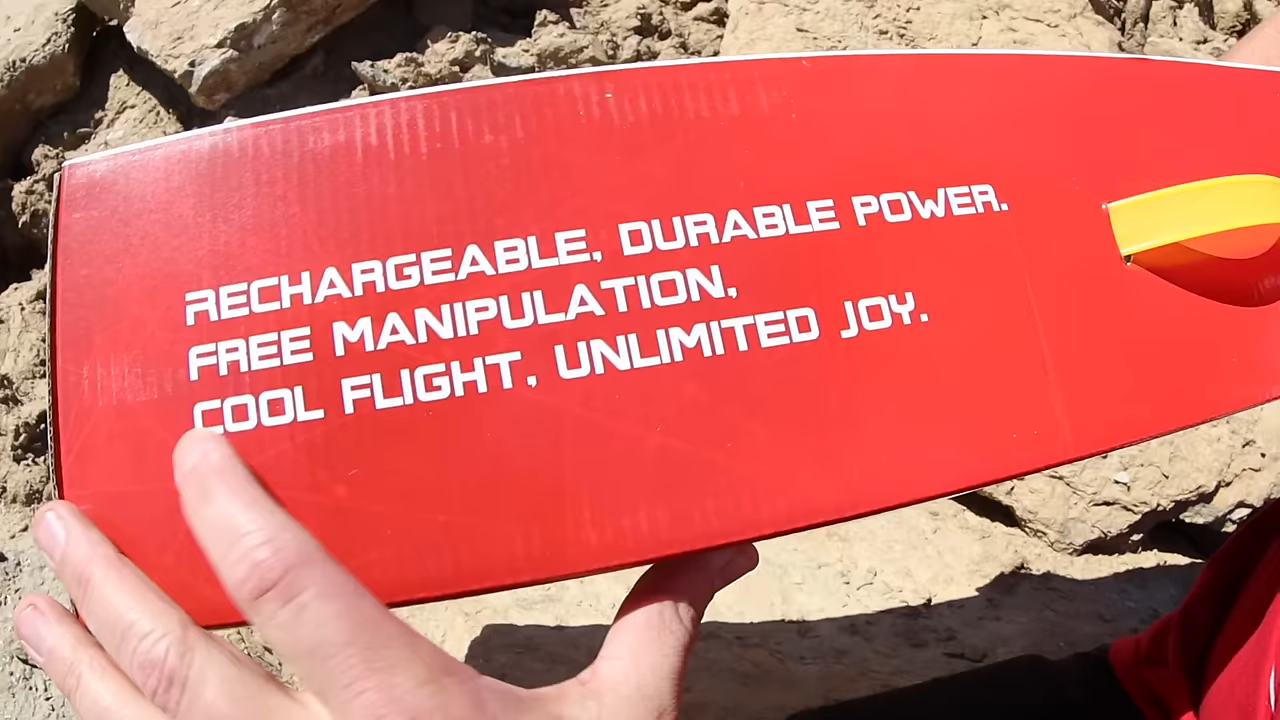 RECHARGEABLE, DURABLE POWER.
FREE MANIPULATION,
COOL FLIGHT, UNLIMITED JOY.